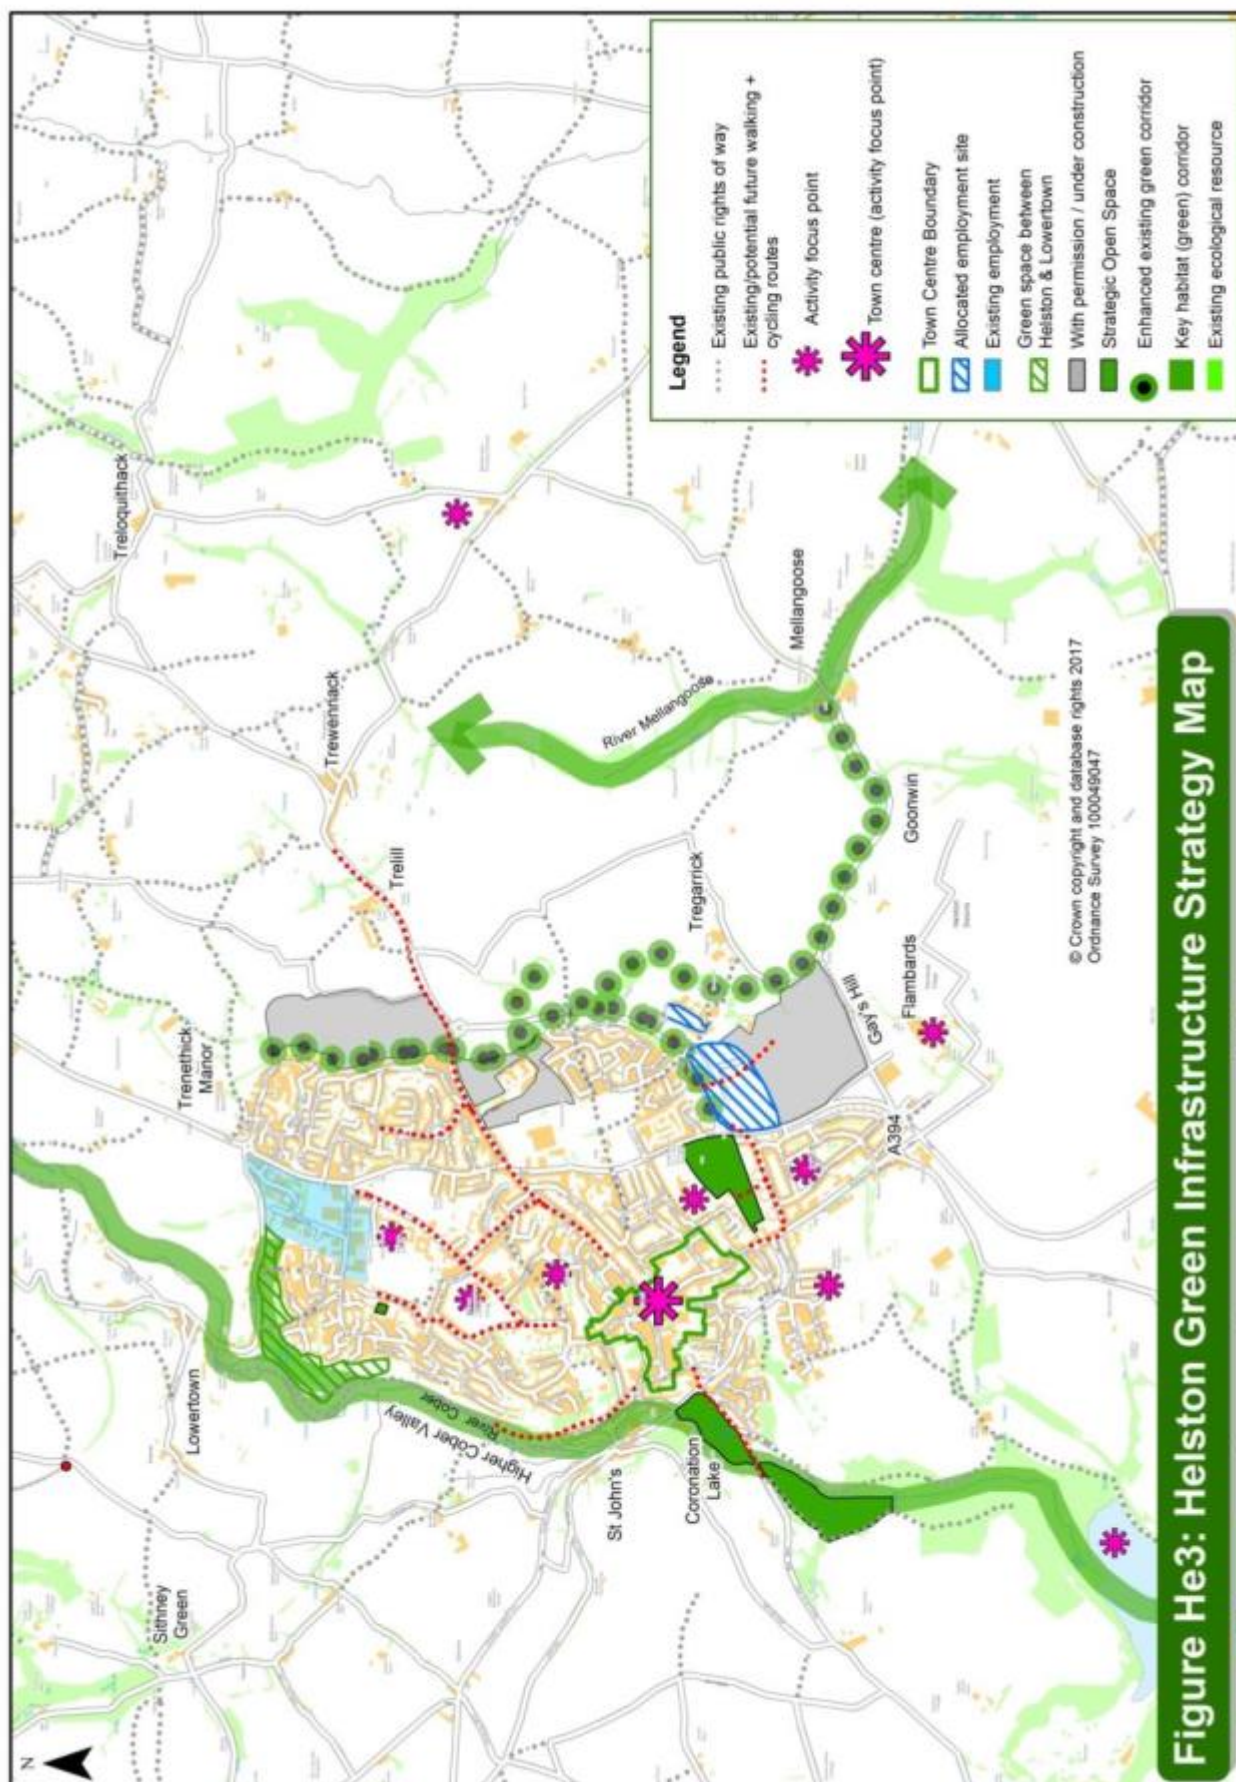 N
Sithney
Green
Lowertown
Trenethick
Manor
Treloquithack
Trewennack
Trelill
Higher Cober Valley
River Cober
St John's
Coronation
Lake
Tregarrick
River Mellangoose
Mellangoose
Gay's Hill
Goonwin
Flambards
A394
© Crown copyright and database rights 2017
Ordnance Survey 100049047
Legend
Existing public rights of way
Existing/potential future walking +
cycling routes
Activity focus point
Town centre (activity focus point)
Town Centre Boundary
Allocated employment site
Existing employment
Green space between
Helston & Lowertown
With permission / under construction
Strategic Open Space
Enhanced existing green corridor
Key habitat (green) corridor
Existing ecological resource
Figure He3: Helston Green Infrastructure Strategy Map